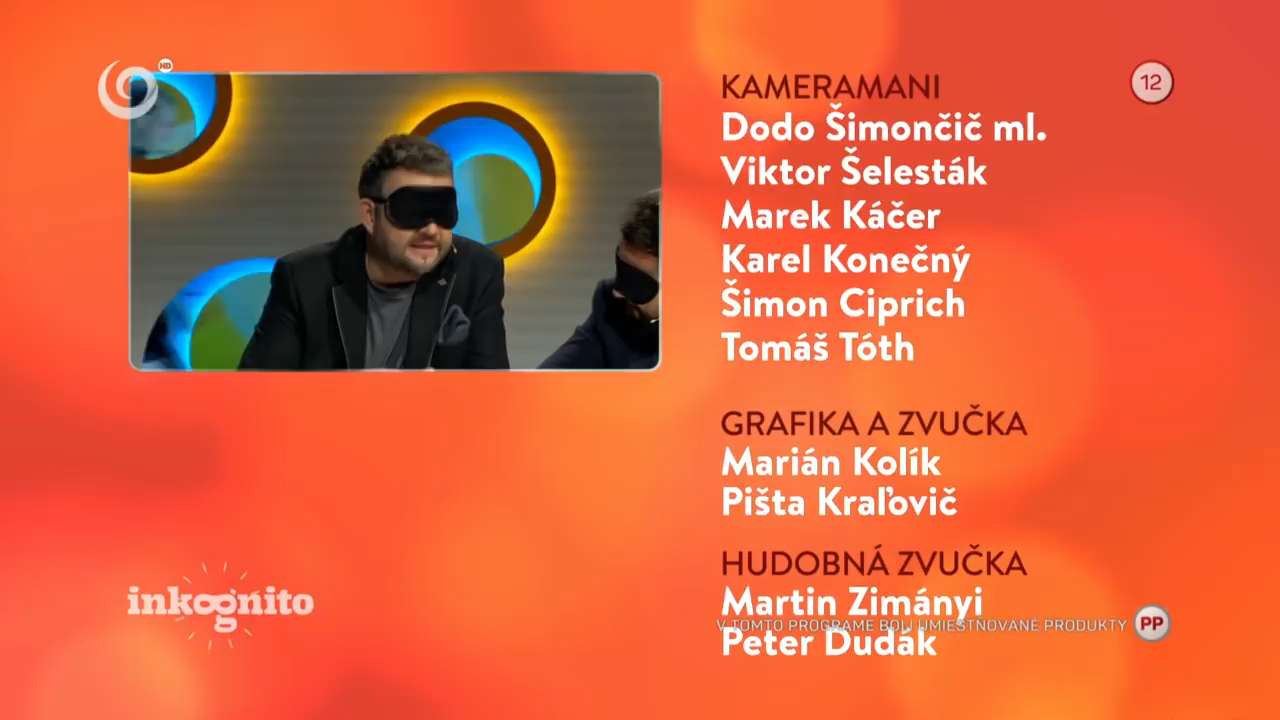 HD
12
KAMERAMANI
Dodo Šimončič ml.
Viktor Šelesták
Marek Káčer
Karel Konečný
Šimon Ciprich
Tomáš Tóth
GRAFIKA A ZVUČKA
Marián Kolík
Pišta Kraľovič
HUDOBNÁ ZVUČKA
Martin Zimányi
V TOMTO PROGRAME BOLI UMIESTŇOVANÉ PRODUKTY PP
Peter Dudák
inkognito